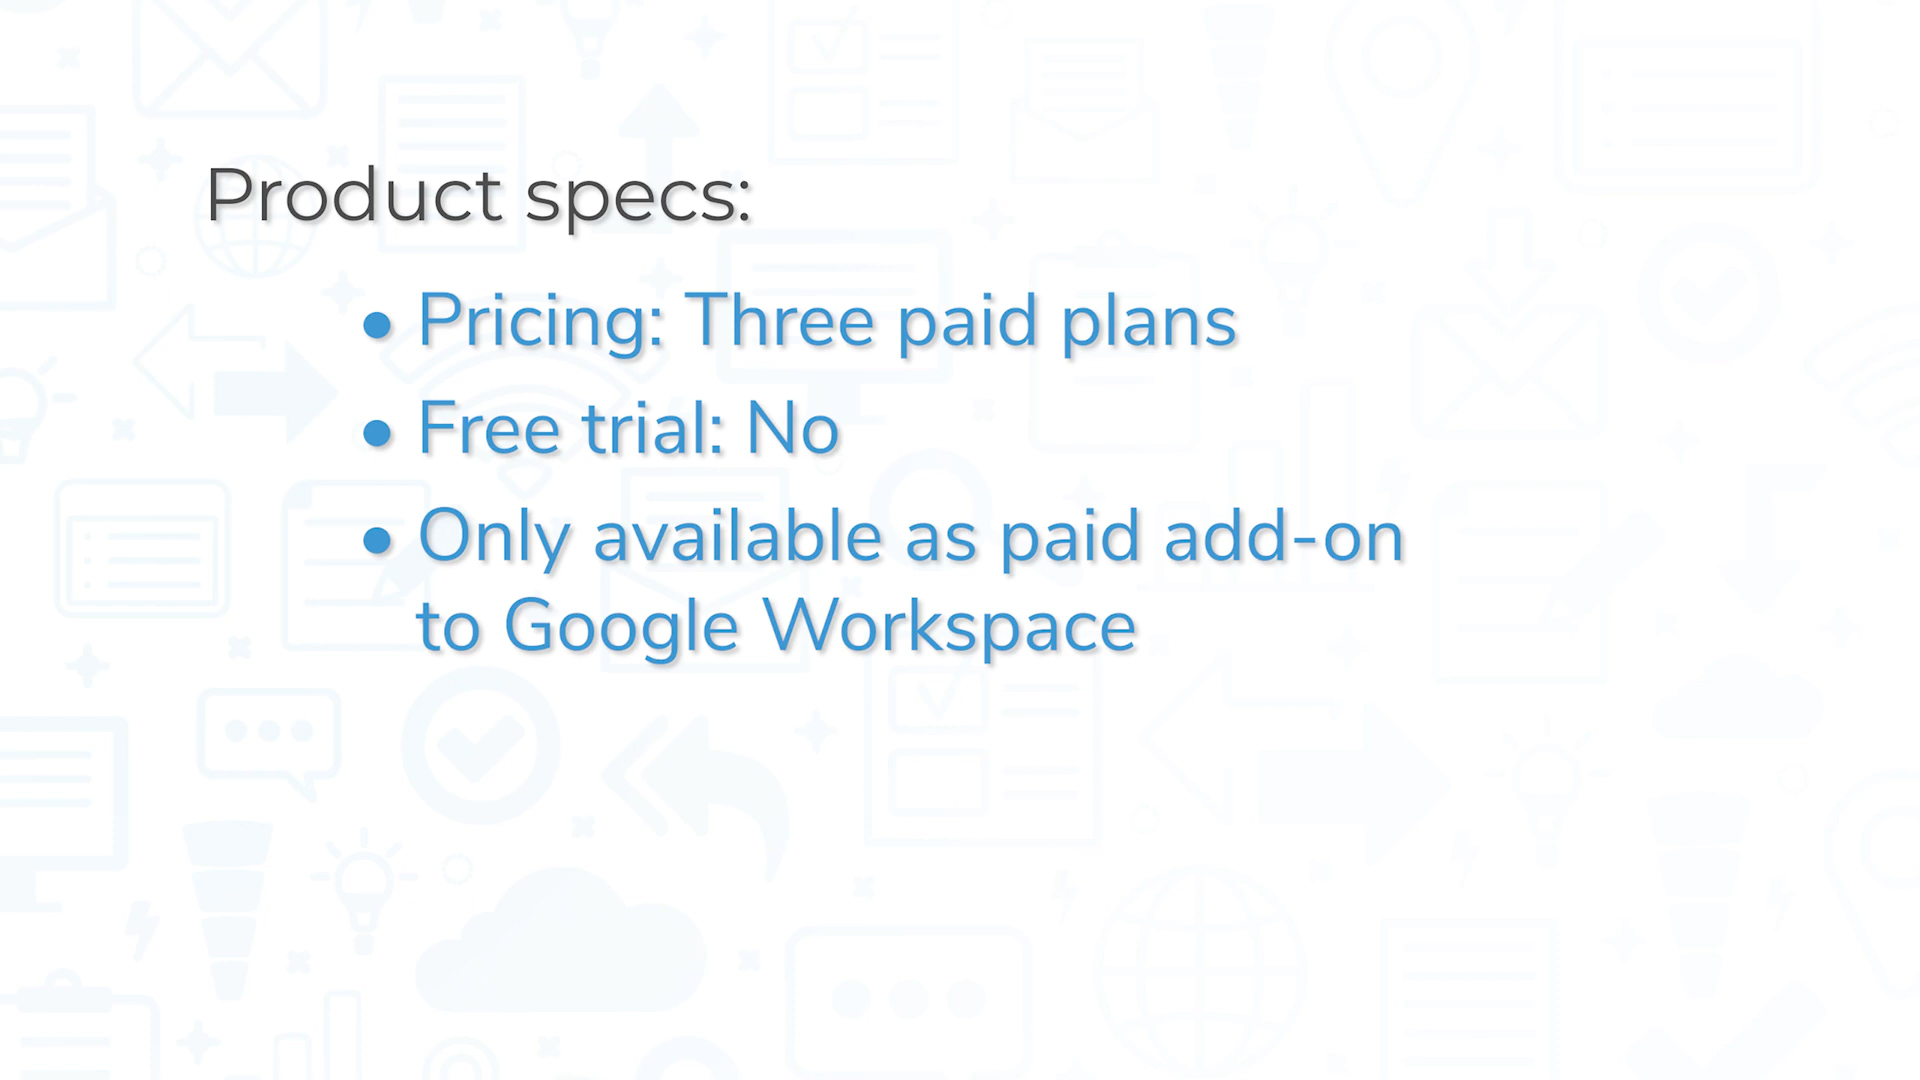 Product specs:
• Pricing: Three paid plans
• Free trial: No
• Only available as paid add-on
to Google Workspace